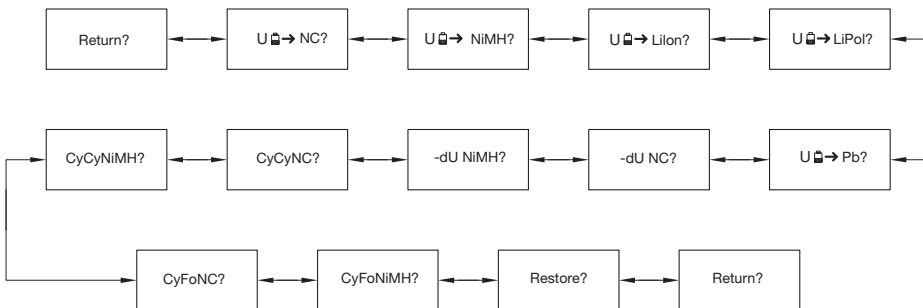 Return?
U → NC?
U → NiMH?
U → LiIon?
U → LiPol?
CyCyNiMH?
CyCyNC?
-dU NiMH?
-dU NC?
U → Pb?
CyFoNC?
CyFoNiMH?
Restore?
Return?